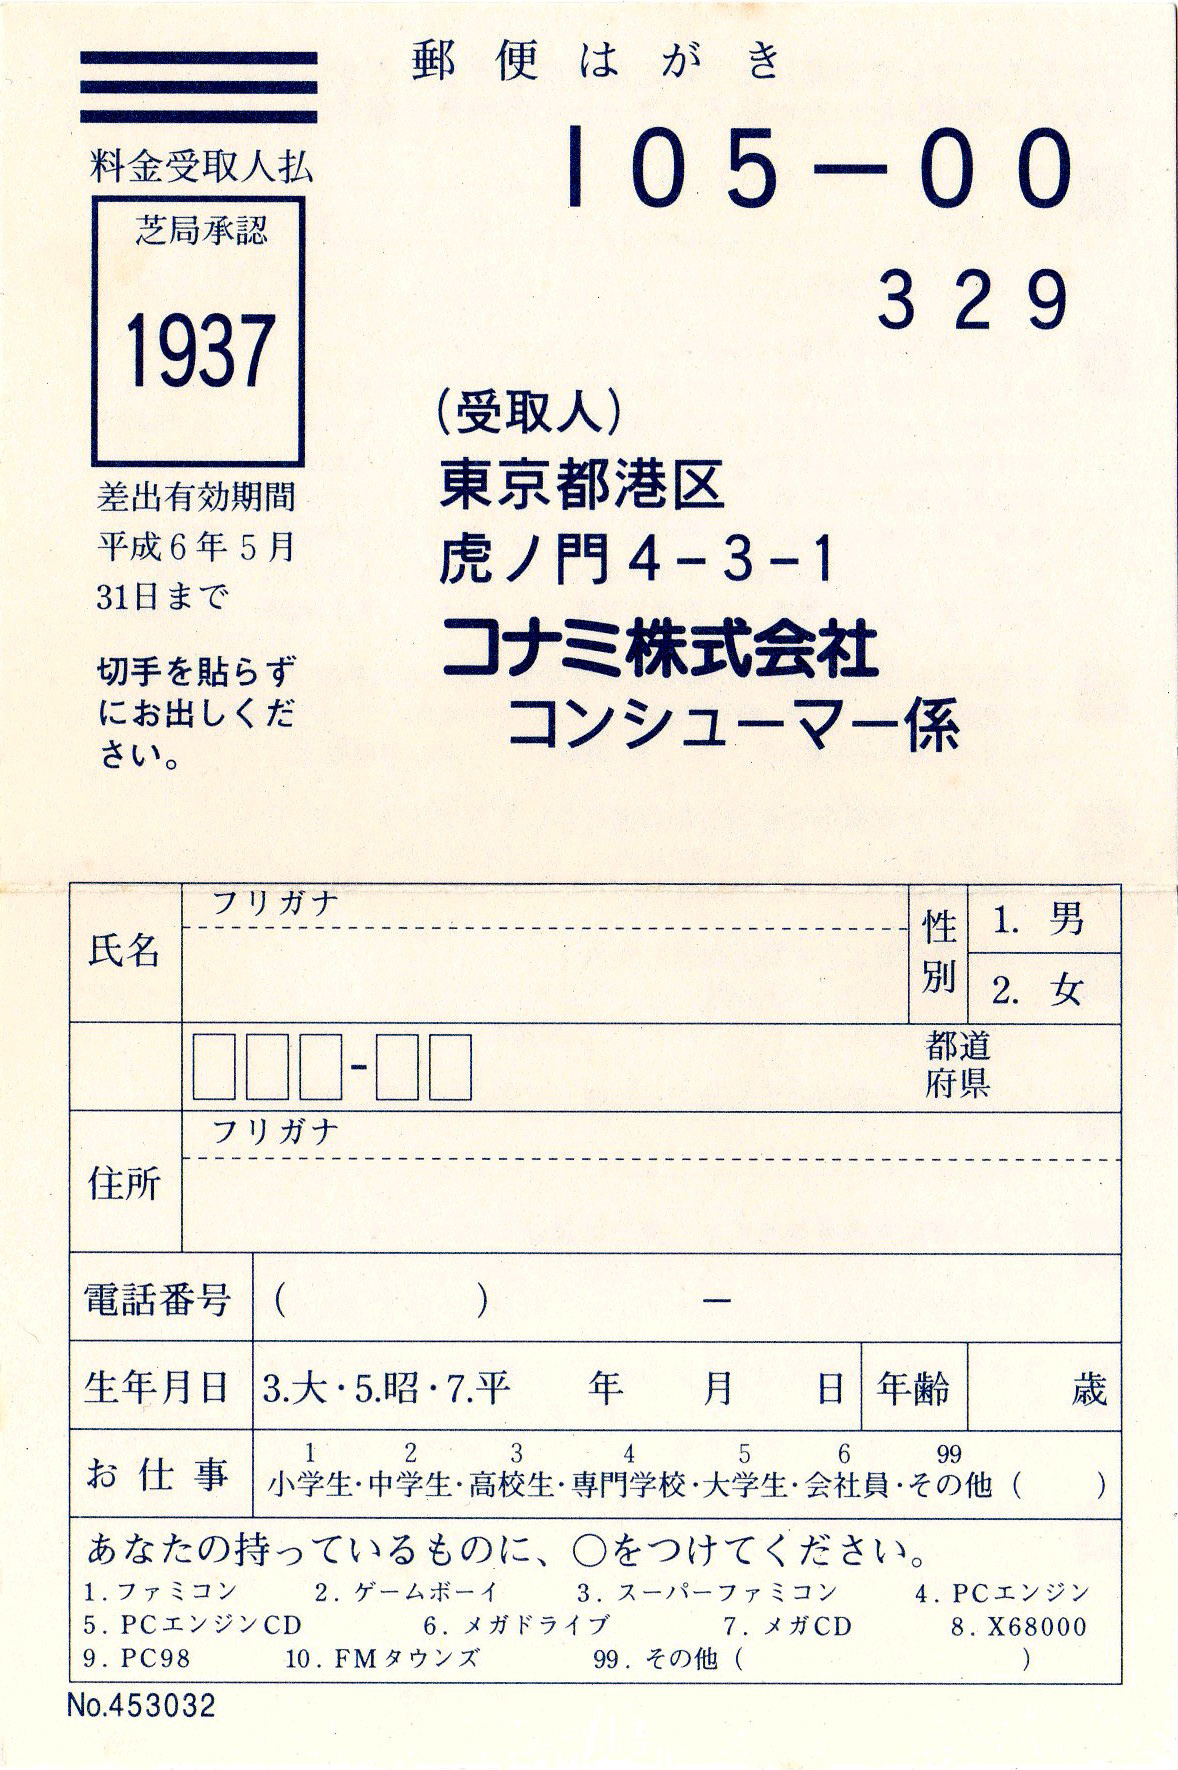 郵便はがき
料金受取人払
芝局承認
1937
差出有効期間
平成6年5月
31日まで
切手を貼らず
にお出しくだ
さい。
105-00
329
(受取人)
東京都港区
虎ノ門4-3-1
コナミ株式会社
コンシューマー係
氏名 フリガナ 性別 1. 男
2. 女
- 都道
府県
住所 フリガナ
電話番号 ( ) −
生年月日 3.大・5.昭・7.平 年 月 日 年齢 歳
1 2 3 4 5 6 99
お仕事 小学生・中学生・高校生・専門学校・大学生・会社員・その他 ( )
あなたの持っているものに、○をつけてください。
1. ファミコン 2. ゲームボーイ 3. スーパーファミコン 4. PCエンジン
5. PCエンジンCD 6. メガドライブ 7. メガCD 8. X68000
9. PC98 10. FMタウンズ 99. その他 ( )
No.453032